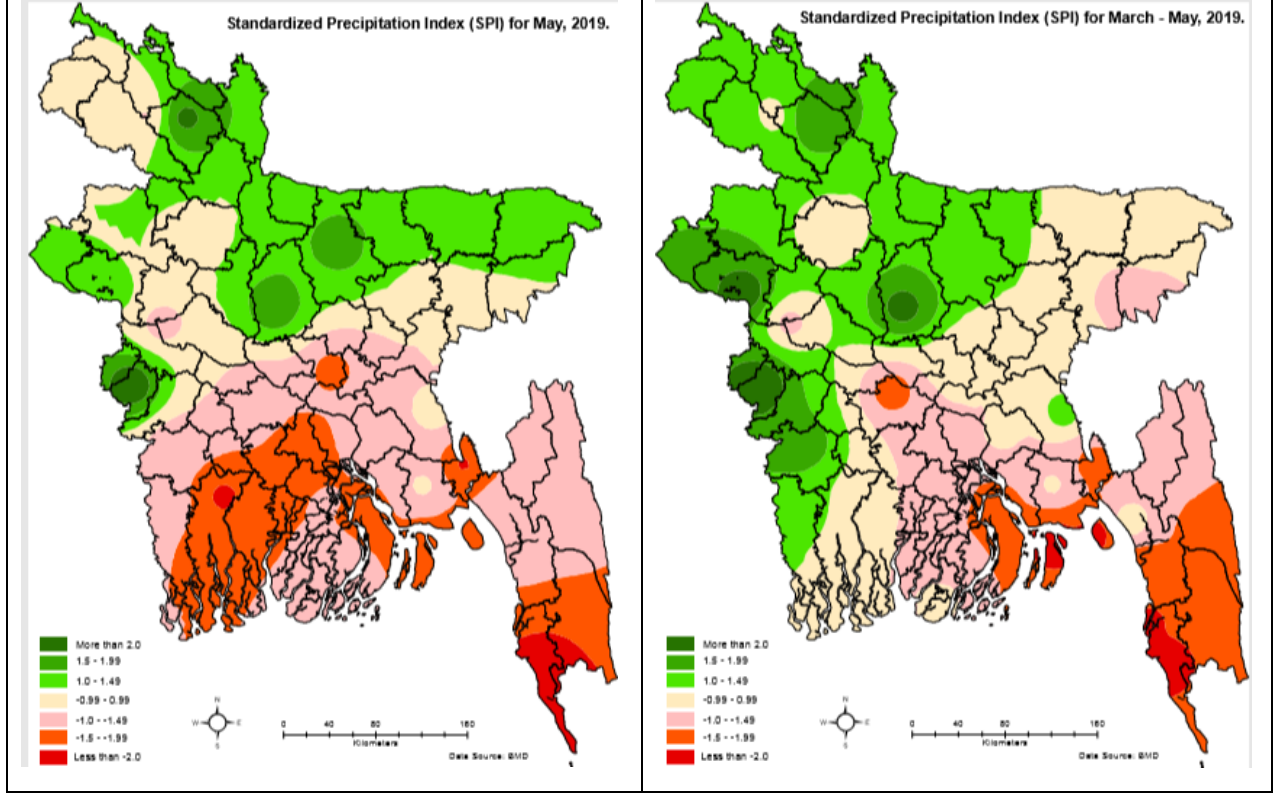 Standardized Precipitation Index (SPI) for May, 2019.
More than 2.0
1.5 - 1.99
1.0 - 1.49
-0.99 - 0.99
-1.0 - -1.49
-1.5 - -1.99
Less than -2.0
N
W E
S
0 40 80 160
Kilometers
Data Source: BMD
Standardized Precipitation Index (SPI) for March - May, 2019.
More than 2.0
1.5 - 1.99
1.0 - 1.49
-0.99 - 0.99
-1.0 - -1.49
-1.5 - -1.99
Less than -2.0
N
W E
S
0 40 80 160
Kilometers
Data Source: BMD